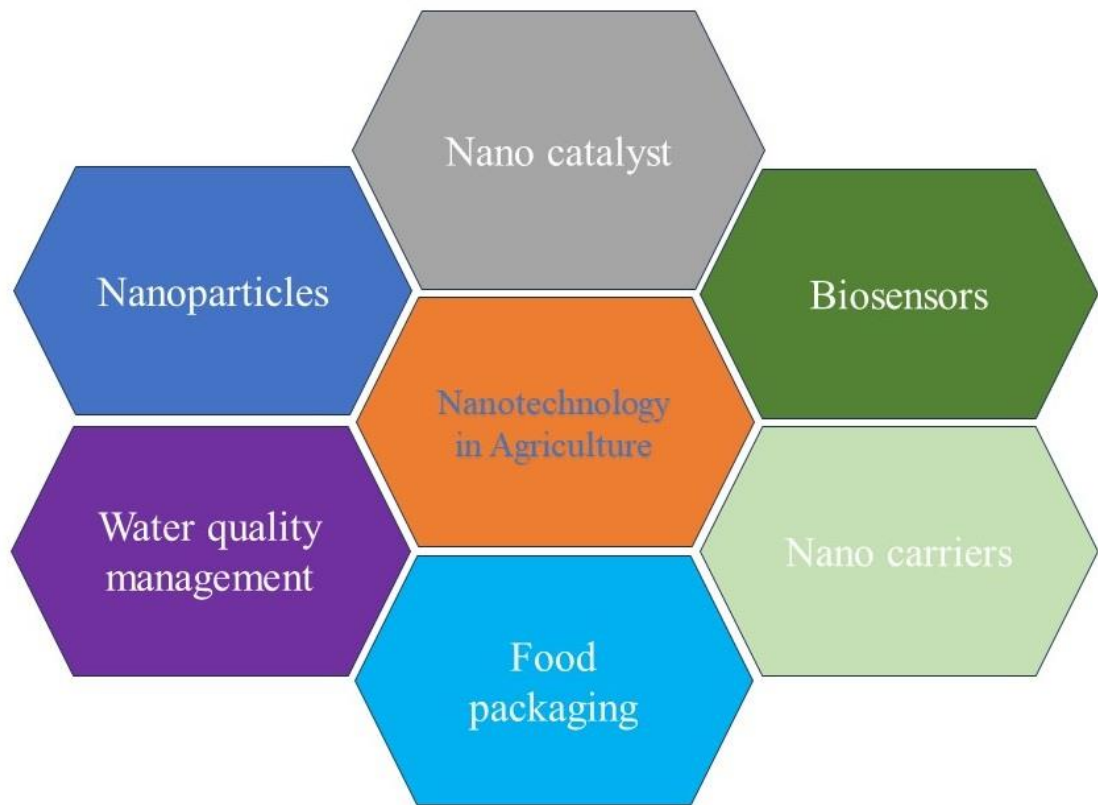 Nano catalyst
Nanoparticles
Biosensors
Nanotechnology
in Agriculture
Water quality
management
Nano carriers
Food
packaging